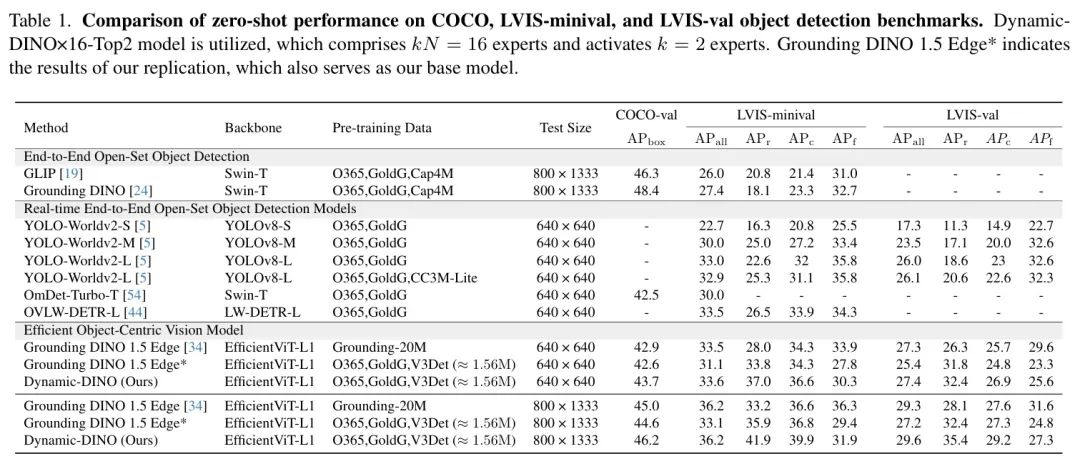 Table 1. Comparison of zero-shot performance on COCO, LVIS-minival, and LVIS-val object detection benchmarks. Dynamic-
DINO×16-Top2 model is utilized, which comprises kN = 16 experts and activates k = 2 experts. Grounding DINO 1.5 Edge* indicates
the results of our replication, which also serves as our base model.
Method Backbone Pre-training Data Test Size COCO-val LVIS-minival LVIS-val
APbox APall APr APc APf APall APr APc APf
End-to-End Open-Set Object Detection
GLIP [19] Swin-T O365,GoldG,Cap4M 800 × 1333 46.3 26.0 20.8 21.4 31.0 - - - -
Grounding DINO [24] Swin-T O365,GoldG,Cap4M 800 × 1333 48.4 27.4 18.1 23.3 32.7 - - - -
Real-time End-to-End Open-Set Object Detection Models
YOLO-Worldv2-S [5] YOLOv8-S O365,GoldG 640 × 640 - 22.7 16.3 20.8 25.5 17.3 11.3 14.9 22.7
YOLO-Worldv2-M [5] YOLOv8-M O365,GoldG 640 × 640 - 30.0 25.0 27.2 33.4 23.5 17.1 20.0 32.6
YOLO-Worldv2-L [5] YOLOv8-L O365,GoldG 640 × 640 - 33.0 22.6 32 35.8 26.0 18.6 23 32.6
YOLO-Worldv2-L [5] YOLOv8-L O365,GoldG,CC3M-Lite 640 × 640 - 32.9 25.3 31.1 35.8 26.1 20.6 22.6 32.3
OmDet-Turbo-T [54] Swin-T O365,GoldG 640 × 640 42.5 30.0 - - - - - - -
OVLW-DETR-L [44] LW-DETR-L O365,GoldG 640 × 640 - 33.5 26.5 33.9 34.3 - - - -
Efficient Object-Centric Vision Model
Grounding DINO 1.5 Edge [34] EfficientViT-L1 Grounding-20M 640 × 640 42.9 33.5 28.0 34.3 33.9 27.3 26.3 25.7 29.6
Grounding DINO 1.5 Edge* EfficientViT-L1 O365,GoldG,V3Det (≈ 1.56M) 640 × 640 42.6 31.1 33.8 34.3 27.8 25.4 31.8 24.8 23.3
Dynamic-DINO (Ours) EfficientViT-L1 O365,GoldG,V3Det (≈ 1.56M) 640 × 640 43.7 33.6 37.0 36.6 30.3 27.4 32.4 26.9 25.6
Grounding DINO 1.5 Edge [34] EfficientViT-L1 Grounding-20M 800 × 1333 45.0 36.2 33.2 36.6 36.3 29.3 28.1 27.6 31.6
Grounding DINO 1.5 Edge* EfficientViT-L1 O365,GoldG,V3Det (≈ 1.56M) 800 × 1333 44.6 33.1 35.9 36.8 29.4 27.2 32.4 27.3 24.8
Dynamic-DINO (Ours) EfficientViT-L1 O365,GoldG,V3Det (≈ 1.56M) 800 × 1333 46.2 36.2 41.9 39.9 31.9 29.6 35.4 29.2 27.3